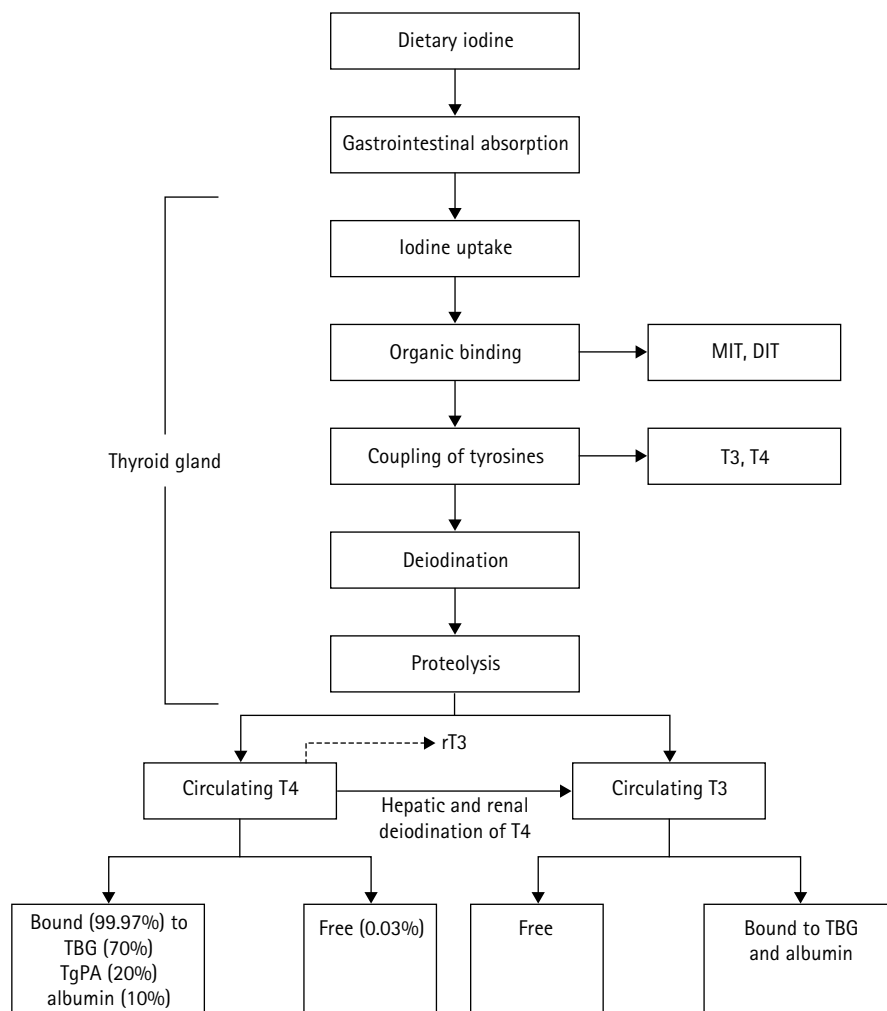 Dietary iodine
Gastrointestinal absorption
Iodine uptake
Organic binding
MIT, DIT
Thyroid gland
Coupling of tyrosines
T3, T4
Deiodination
Proteolysis
rT3
Circulating T4
Hepatic and renal
deiodination of T4
Circulating T3
Bound (99.97%) to
TBG (70%)
TgPA (20%)
albumin (10%)
Free (0.03%)
Free
Bound to TBG
and albumin